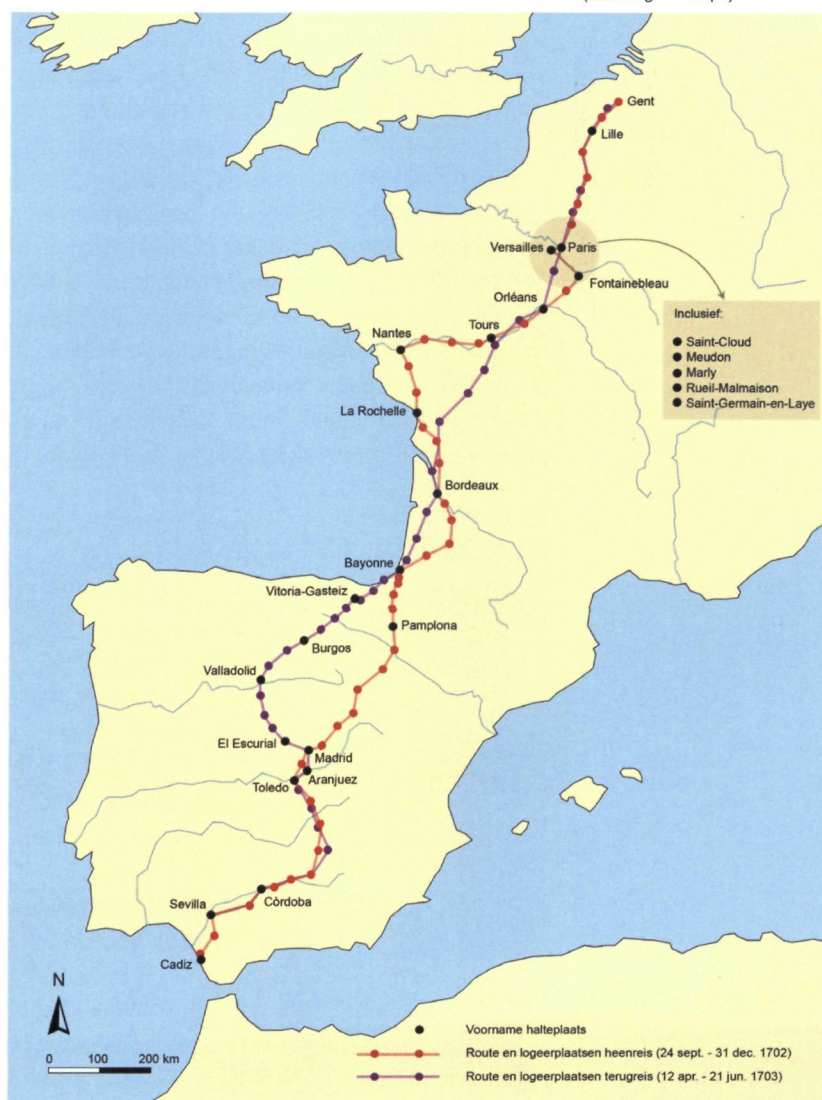 Gent
Lille
Versailles
Paris
Fontainebleau
Orléans
Inclusief:
Saint-Cloud
Meudon
Marly
Rueil-Malmaison
Saint-Germain-en-Laye
Tours
Nantes
La Rochelle
Bordeaux
Bayonne
Vitoria-Gasteiz
Pamplona
Burgos
Valladolid
El Escurial
Madrid
Aranjuez
Toledo
Sevilla
Còrdoba
Cadiz
N
0 100 200 km
Voorname halteplaats
Route en logeerplaatsen heenreis (24 sept. - 31 dec. 1702)
Route en logeerplaatsen terugreis (12 apr. - 21 jun. 1703)